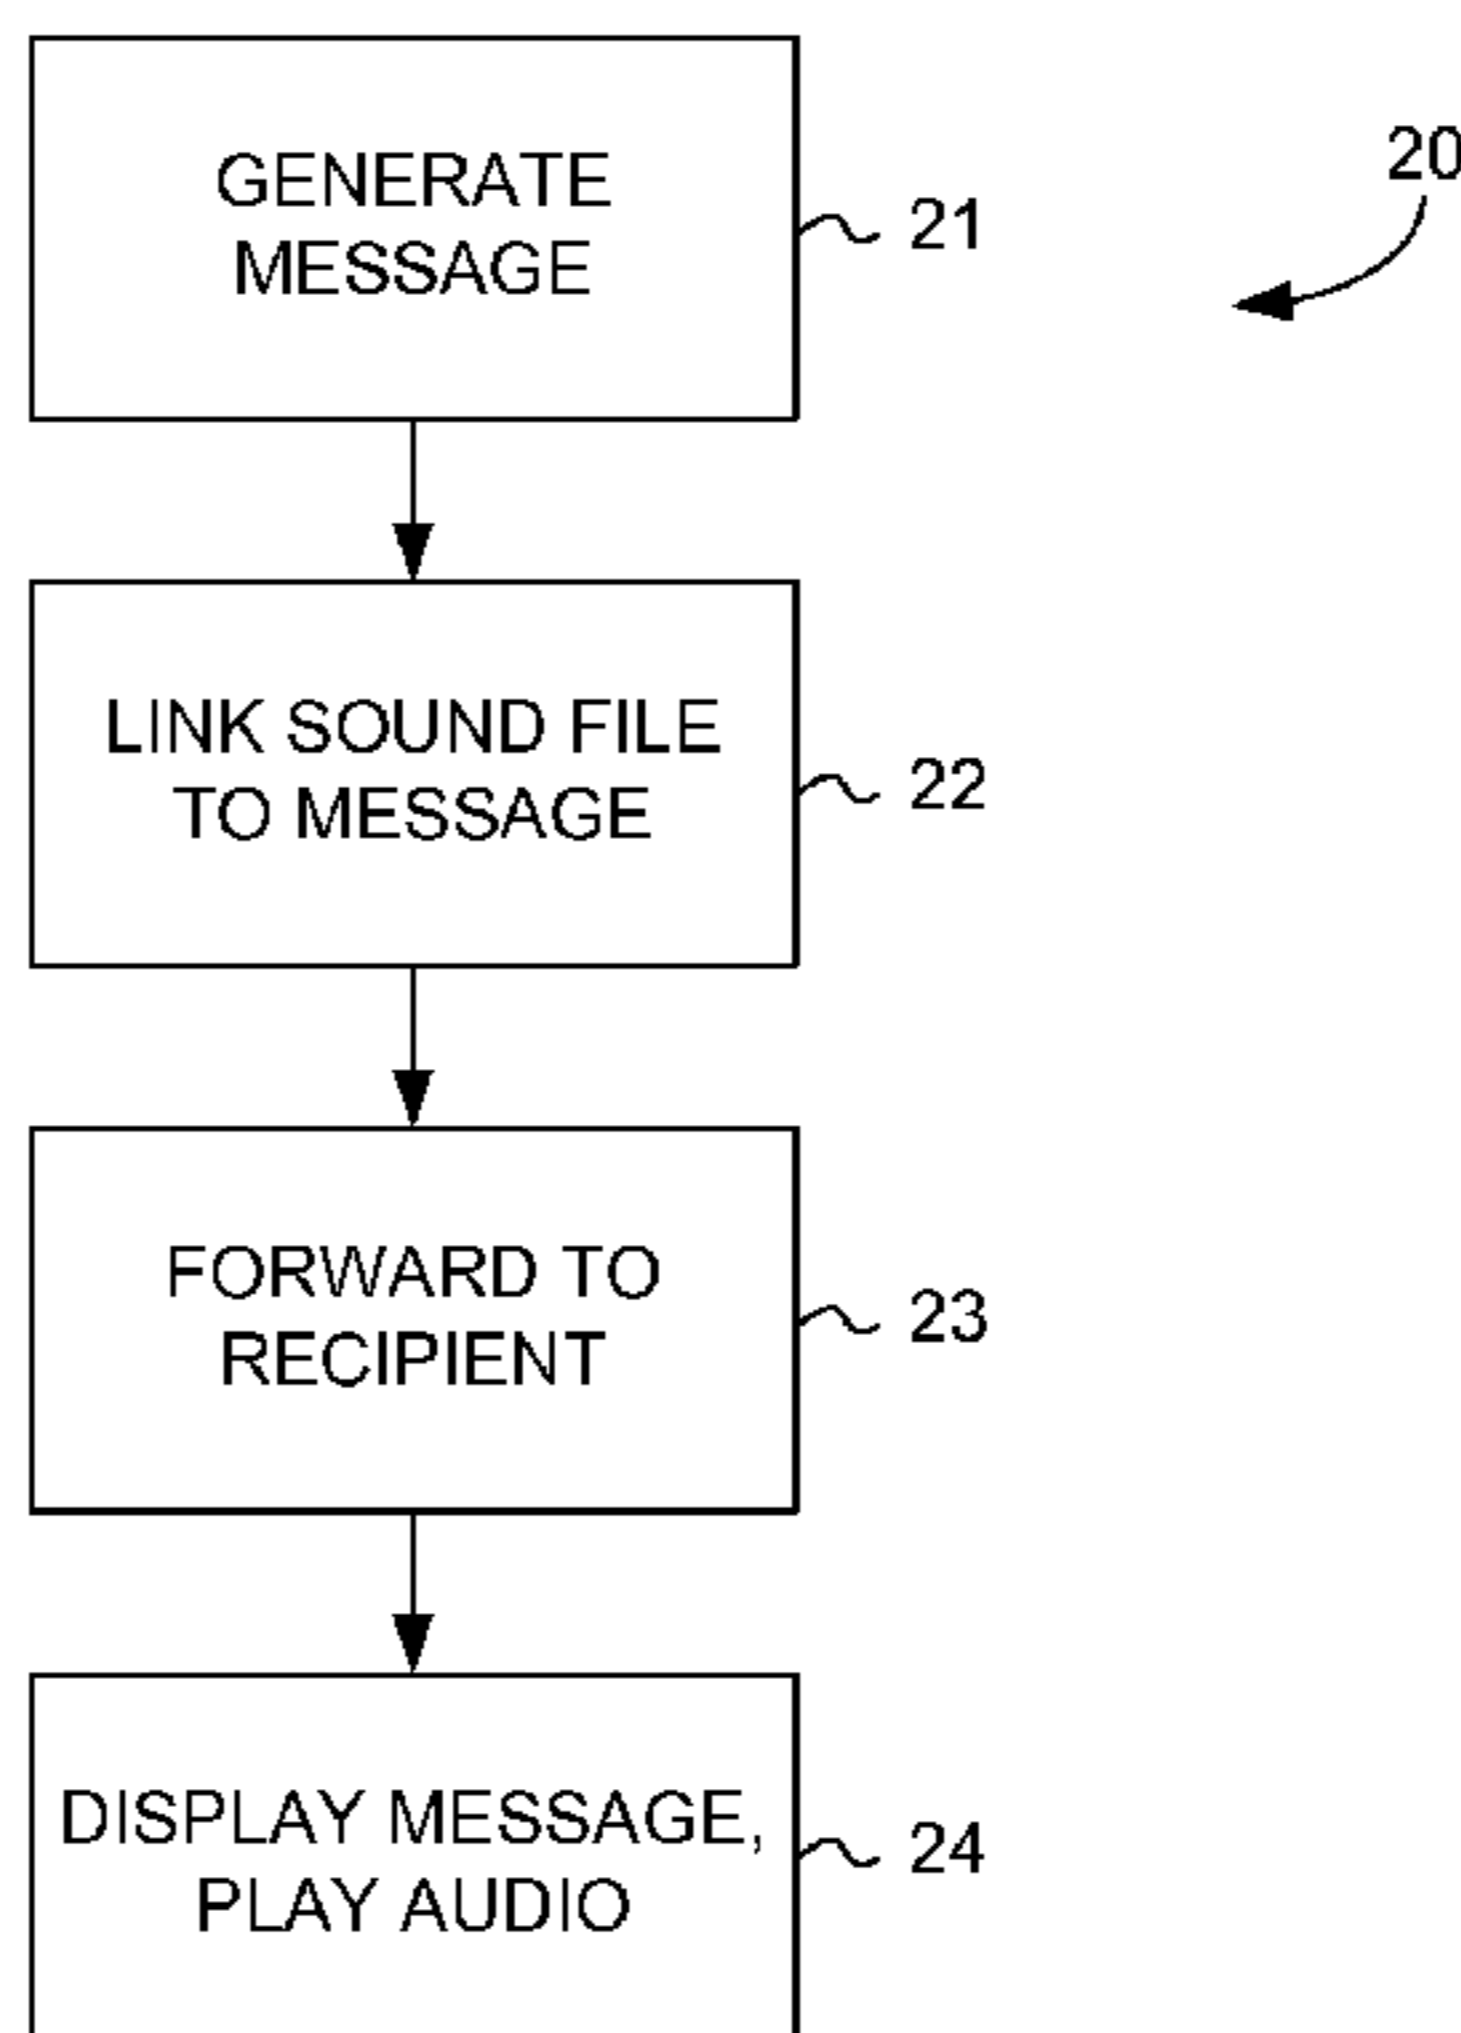 GENERATE
MESSAGE
21
20
LINK SOUND FILE
TO MESSAGE
22
FORWARD TO
RECIPIENT
23
DISPLAY MESSAGE,
PLAY AUDIO
24